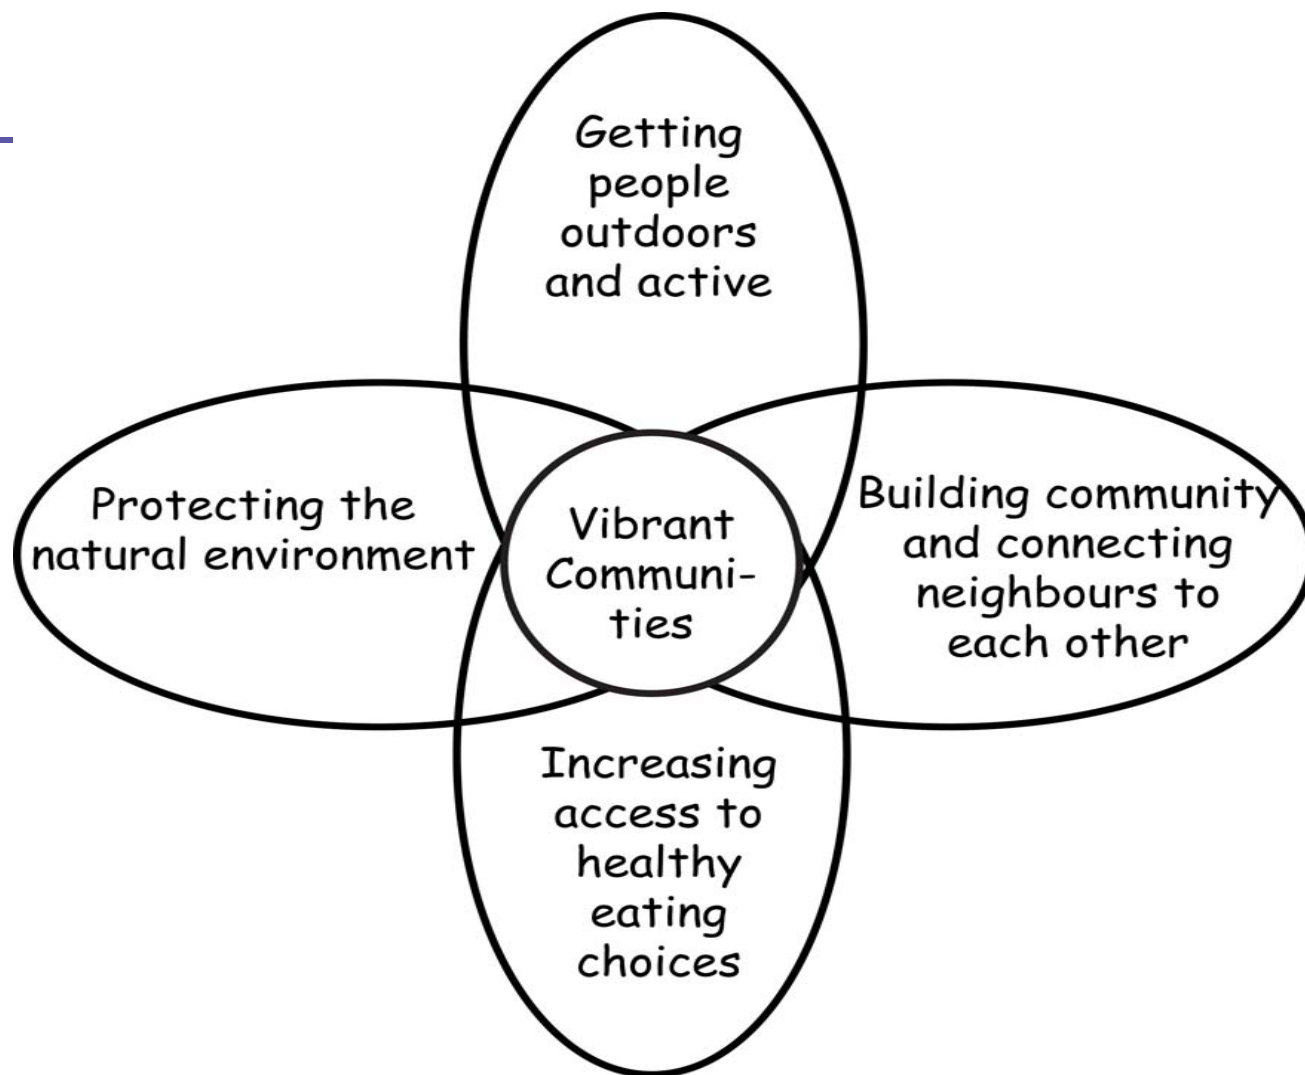 Getting
people
outdoors
and active
Protecting the
natural environment
Vibrant
Communi-
ties
Building community
and connecting
neighbours to
each other
Increasing
access to
healthy
eating
choices